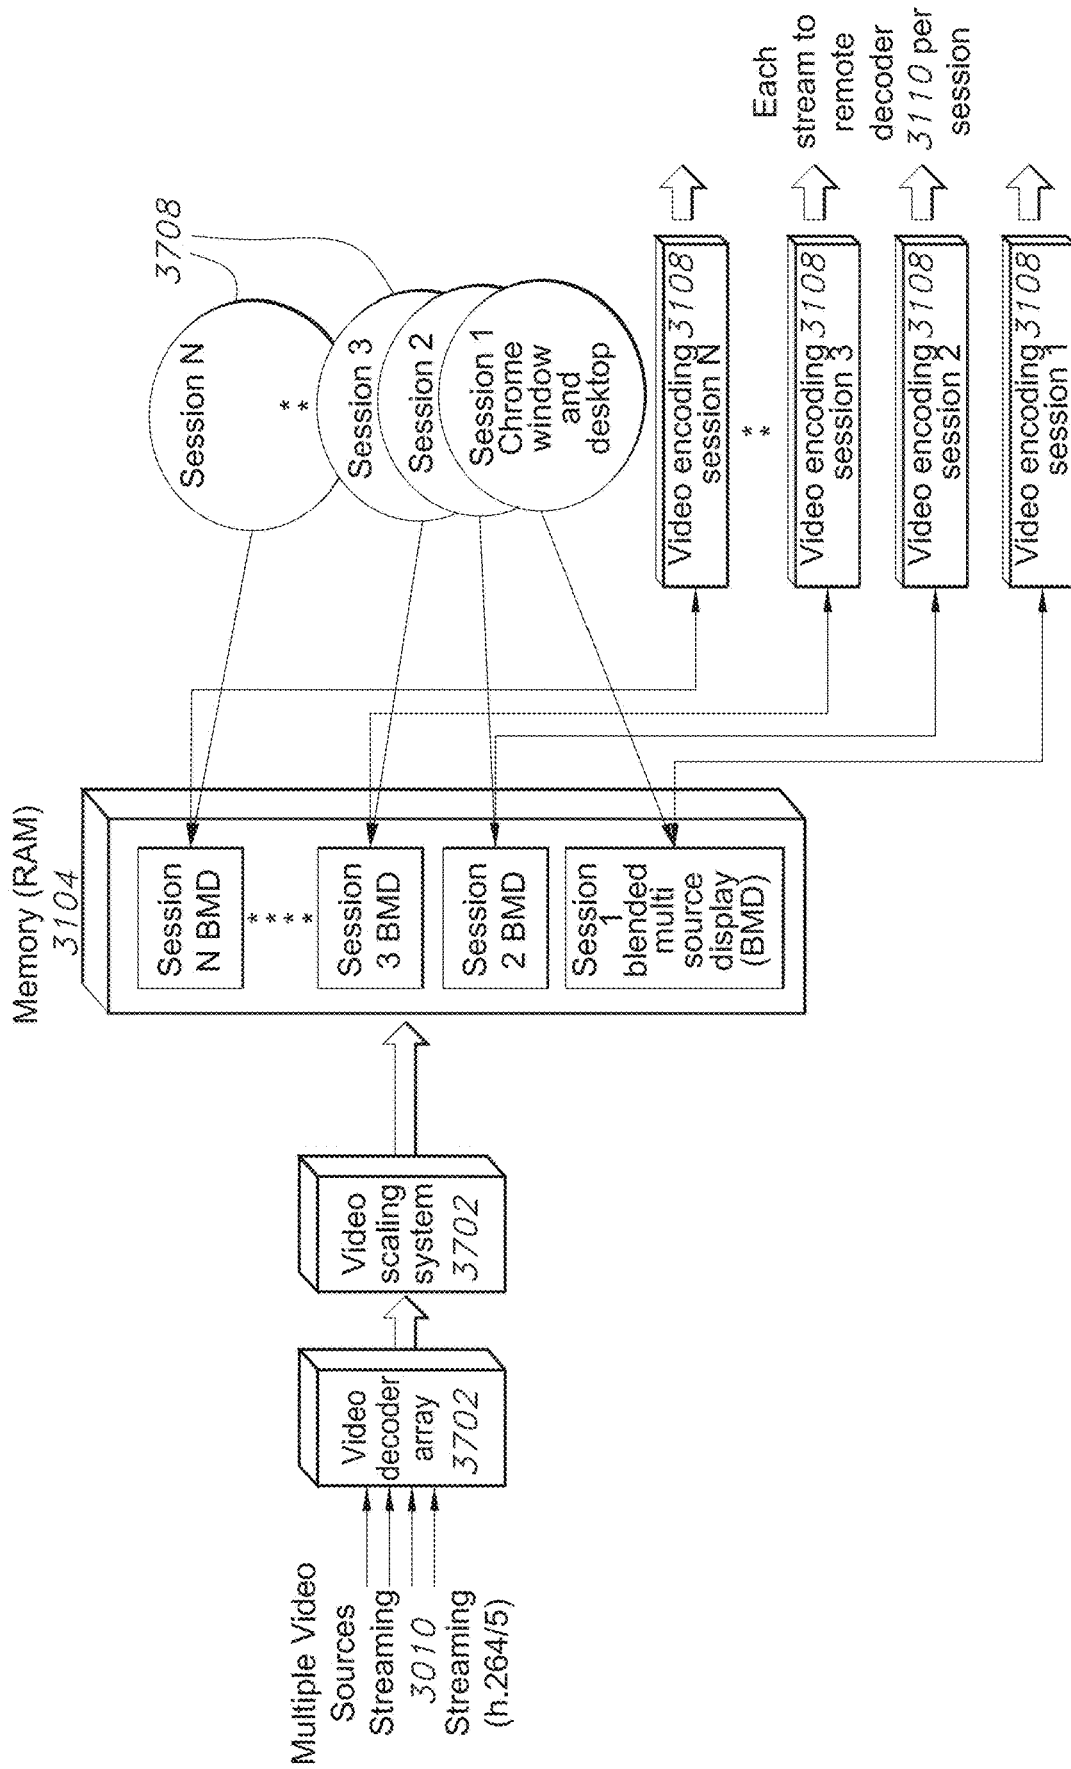 Multiple Video
Sources
Streaming
3010
Streaming
(h.264/5)
Video
decoder
array
3702
Video
scaling
system
3702
Memory (RAM)
3104
Session
N BMD
****
Session
3 BMD
Session
2 BMD
Session
1
blended
multi
source
display
(BMD)
3708
Session N
**
Session 3
Session 2
Session 1
Chrome
window
and
desktop
Video encoding 3108
session N
**
Video encoding 3108
session 3
Video encoding 3108
session 2
Video encoding 3108
session 1
Each
stream to
remote
decoder
3110 per
session